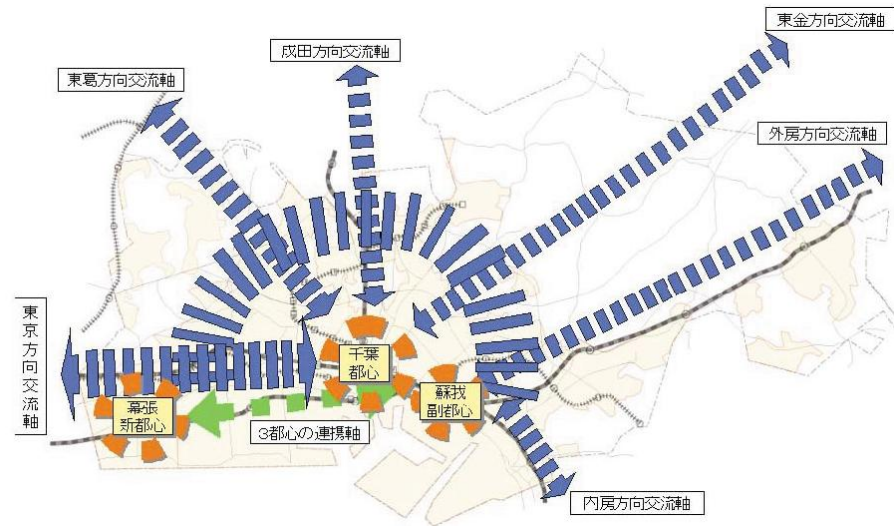 東金方向交流軸
成田方向交流軸
東葛方向交流軸
外房方向交流軸
東京方向交流軸
千葉
都心
蘇我
副都心
幕張
新都心
3都心の連携軸
内房方向交流軸